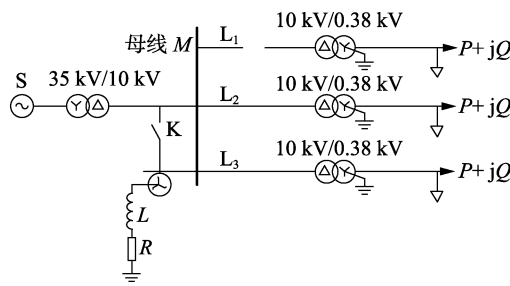 10 kV/0.38 kV
母线 M
L₁
P+jQ
S
35 kV/10 kV
10 kV/0.38 kV
L₂
P+jQ
K
10 kV/0.38 kV
L₃
P+jQ
L
R